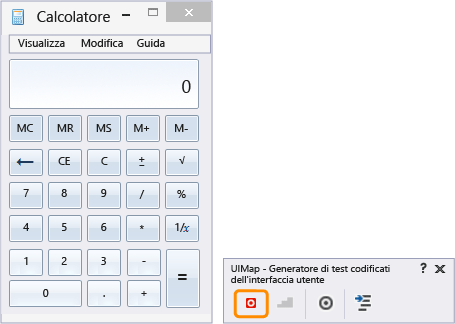 Calcolatore
Visualizza Modifica Guida
0
MC MR MS M+ M-
← CE C ± √
7 8 9 / %
4 5 6 * 1/x
1 2 3 - =
0 . +
UIMap - Generatore di test codificati ? X
dell'interfaccia utente